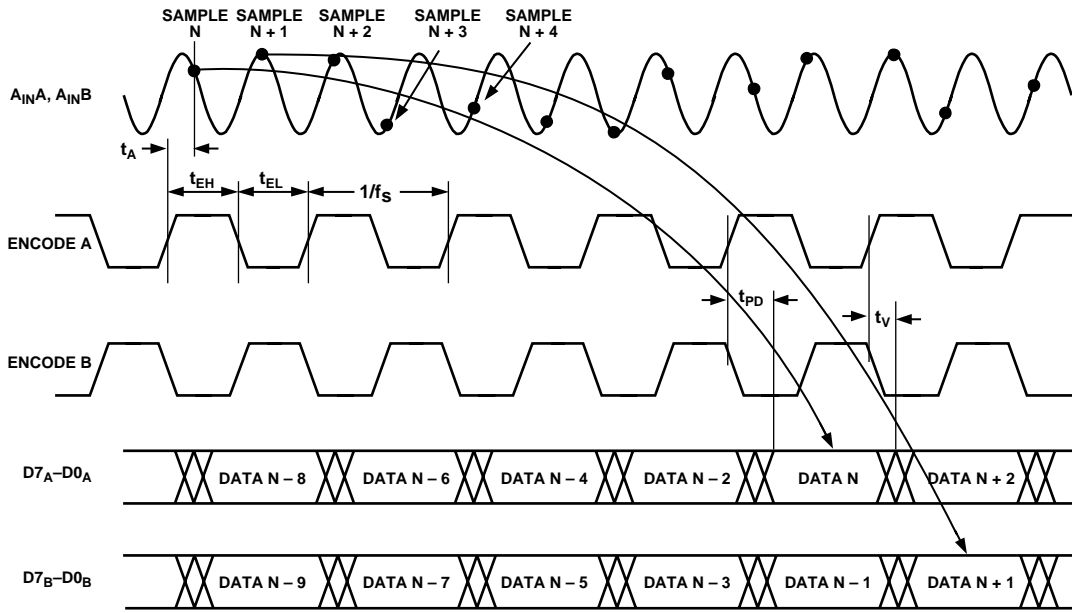 SAMPLE N
SAMPLE N + 1
SAMPLE N + 2
SAMPLE N + 3
SAMPLE N + 4
AINA, AINB
tA
tEH
tEL
1/fS
ENCODE A
tPD
tV
ENCODE B
D7A–D0A
DATA N – 8
DATA N – 6
DATA N – 4
DATA N – 2
DATA N
DATA N + 2
D7B–D0B
DATA N – 9
DATA N – 7
DATA N – 5
DATA N – 3
DATA N – 1
DATA N + 1